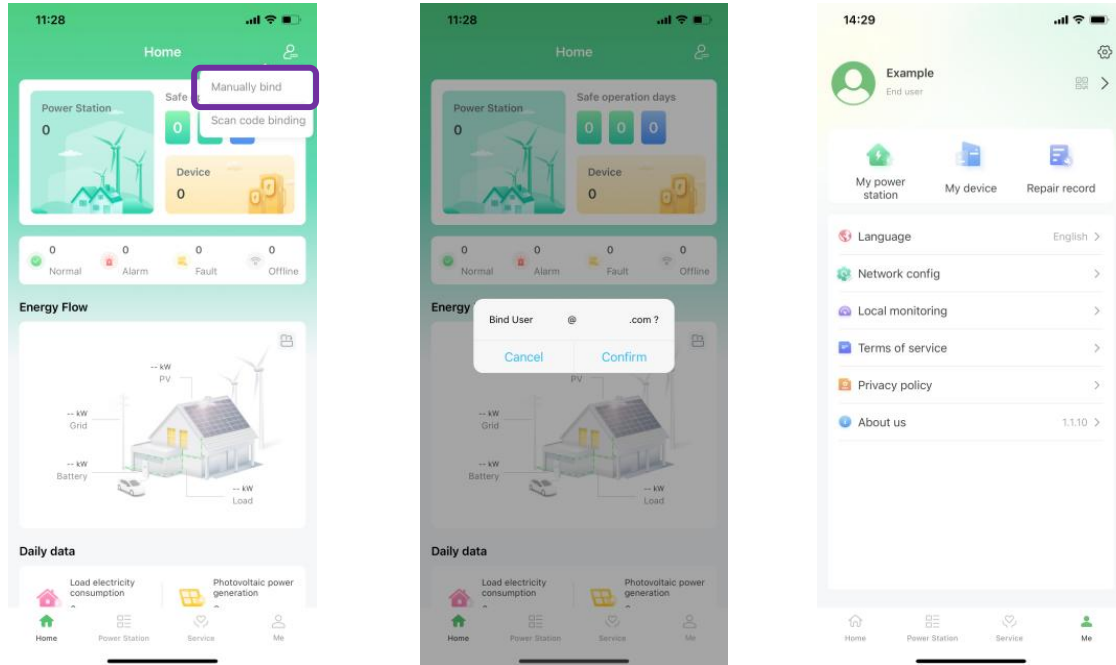 11:28
Home
Manually bind
Scan code binding
Power Station
0
Safe
0
Device
0
0
Normal
0
Alarm
0
Fault
0
Offline
Energy Flow
-- kW
PV
-- kW
Grid
-- kW
Battery
-- kW
Load
Daily data
Load electricity
consumption
Photovoltaic power
generation
Home
Power Station
Service
Me
11:28
Home
Power Station
0
Safe operation days
0 0 0
Device
0
0
Normal
0
Alarm
0
Fault
0
Offline
Energy
Bind User @ .com ?
Cancel
Confirm
PV
-- kW
Grid
-- kW
Battery
-- kW
Load
Daily data
Load electricity
consumption
Photovoltaic power
generation
Home
Power Station
Service
Me
14:29
Example
End user
My power
station
My device
Repair record
Language
English
Network config
Local monitoring
Terms of service
Privacy policy
About us
1.1.10
Home
Power Station
Service
Me